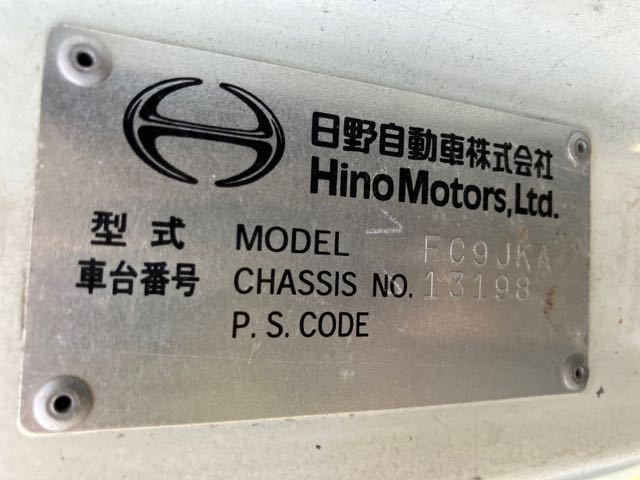 日野自動車株式会社
Hino Motors, Ltd.
型式 MODEL FC9JKA
車台番号 CHASSIS NO. 13198
P. S. CODE